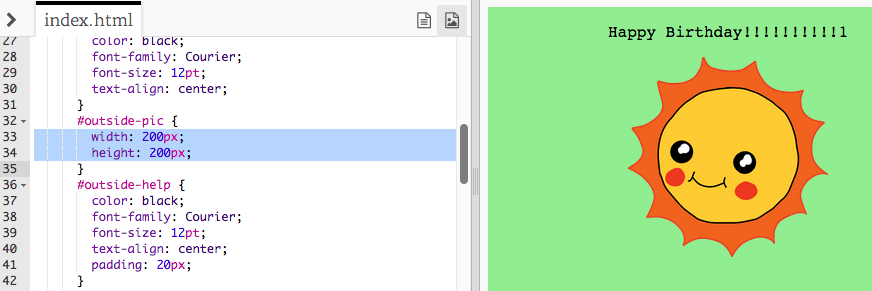 index.html
27 color: black;
28 font-family: Courier;
29 font-size: 12pt;
30 text-align: center;
31 }
32 #outside-pic {
33 width: 200px;
34 height: 200px;
35 }
36 #outside-help {
37 color: black;
38 font-family: Courier;
39 font-size: 12pt;
40 text-align: center;
41 padding: 20px;
42 }
Happy Birthday!!!!!!!!!!!1